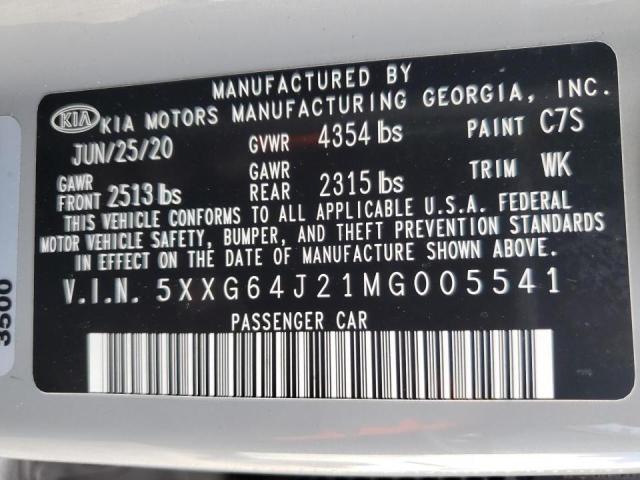 MANUFACTURED BY
KIA KIA MOTORS MANUFACTURING GEORGIA, INC.
JUN/25/20 GVWR 4354 lbs PAINT C7S
GAWR FRONT 2513 lbs GAWR REAR 2315 lbs TRIM WK
THIS VEHICLE CONFORMS TO ALL APPLICABLE U.S.A. FEDERAL
MOTOR VEHICLE SAFETY, BUMPER, AND THEFT PREVENTION STANDARDS
IN EFFECT ON THE DATE OF MANUFACTURE SHOWN ABOVE.
V.I.N. 5XXG64J21MG005541
PASSENGER CAR
3500